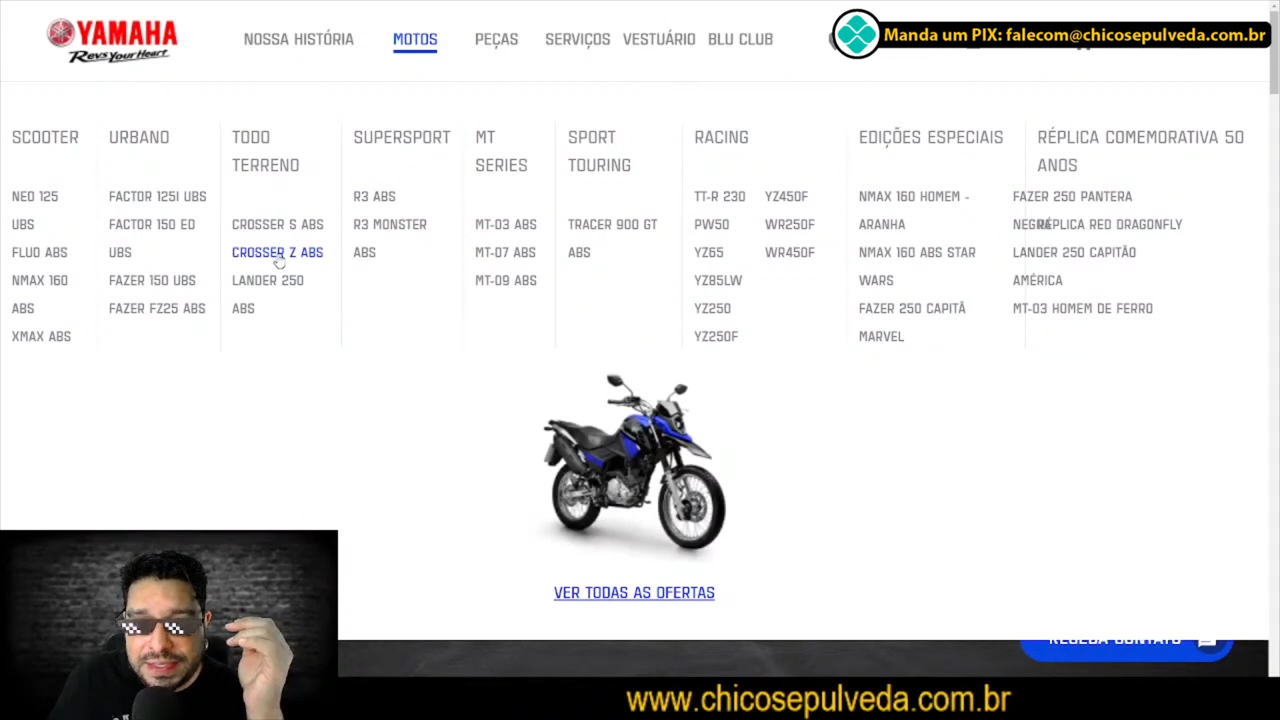 YAMAHA
Revs Your Heart
NOSSA HISTÓRIA
MOTOS
PEÇAS
SERVIÇOS
VESTUÁRIO
BLU CLUB
Manda um PIX: falecom@chicosepulveda.com.br
SCOOTER
NEO 125
UBS
FLUO ABS
NMAX 160
ABS
XMAX ABS
URBANO
FACTOR 125I UBS
FACTOR 150 ED
UBS
FAZER 150 UBS
FAZER FZ25 ABS
TODO
TERRENO
CROSSER S ABS
CROSSER Z ABS
LANDER 250
ABS
SUPERSPORT
R3 ABS
R3 MONSTER
ABS
MT
SERIES
MT-03 ABS
MT-07 ABS
MT-09 ABS
SPORT
TOURING
TRACER 900 GT
ABS
RACING
TT-R 230
PW50
YZ65
YZ85LW
YZ250
YZ250F
YZ450F
WR250F
WR450F
EDIÇÕES ESPECIAIS
NMAX 160 HOMEM -
ARANHA
NMAX 160 ABS STAR
WARS
FAZER 250 CAPITÃ
MARVEL
FAZER 250 PANTERA
NEGRA
LANDER 250 CAPITÃO
AMÉRICA
MT-03 HOMEM DE FERRO
RÉPLICA COMEMORATIVA 50
ANOS
RÉPLICA RED DRAGONFLY
VER TODAS AS OFERTAS
RECEBA CONTATO
www.chicosepulveda.com.br